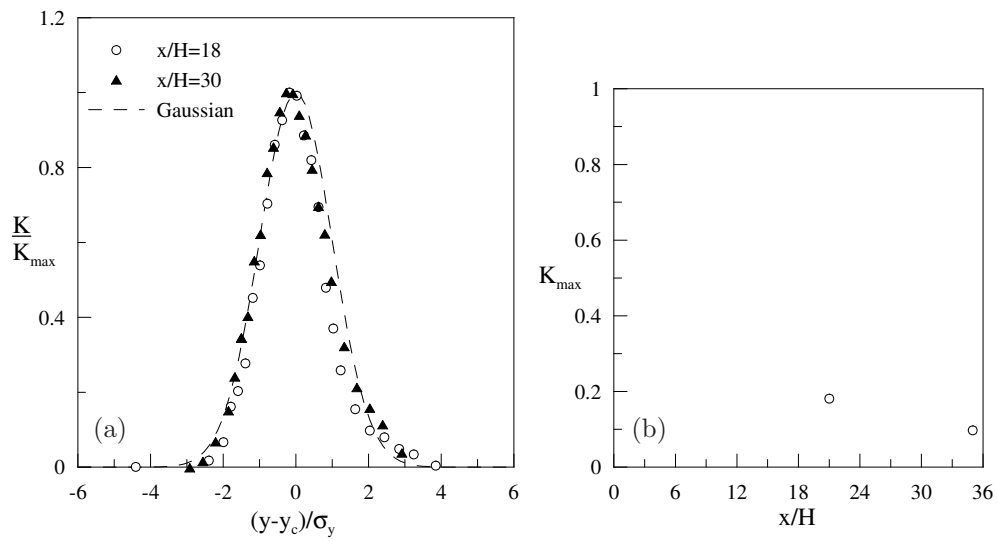 1.2
0.8
0.4
0
K
K_max
x/H=18
x/H=30
Gaussian
(a)
-6 -4 -2 0 2 4 6
(y-y_c)/σ_y
1
0.8
0.6
0.4
0.2
0
K_max
(b)
0 6 12 18 24 30 36
x/H